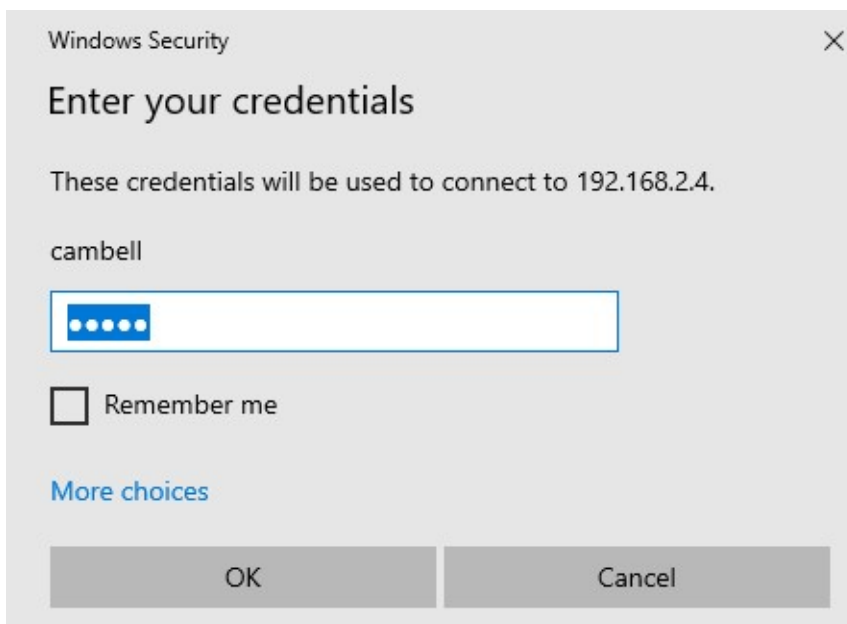 Windows Security
Enter your credentials
These credentials will be used to connect to 192.168.2.4.
cambell
•••••
Remember me
More choices
OK
Cancel